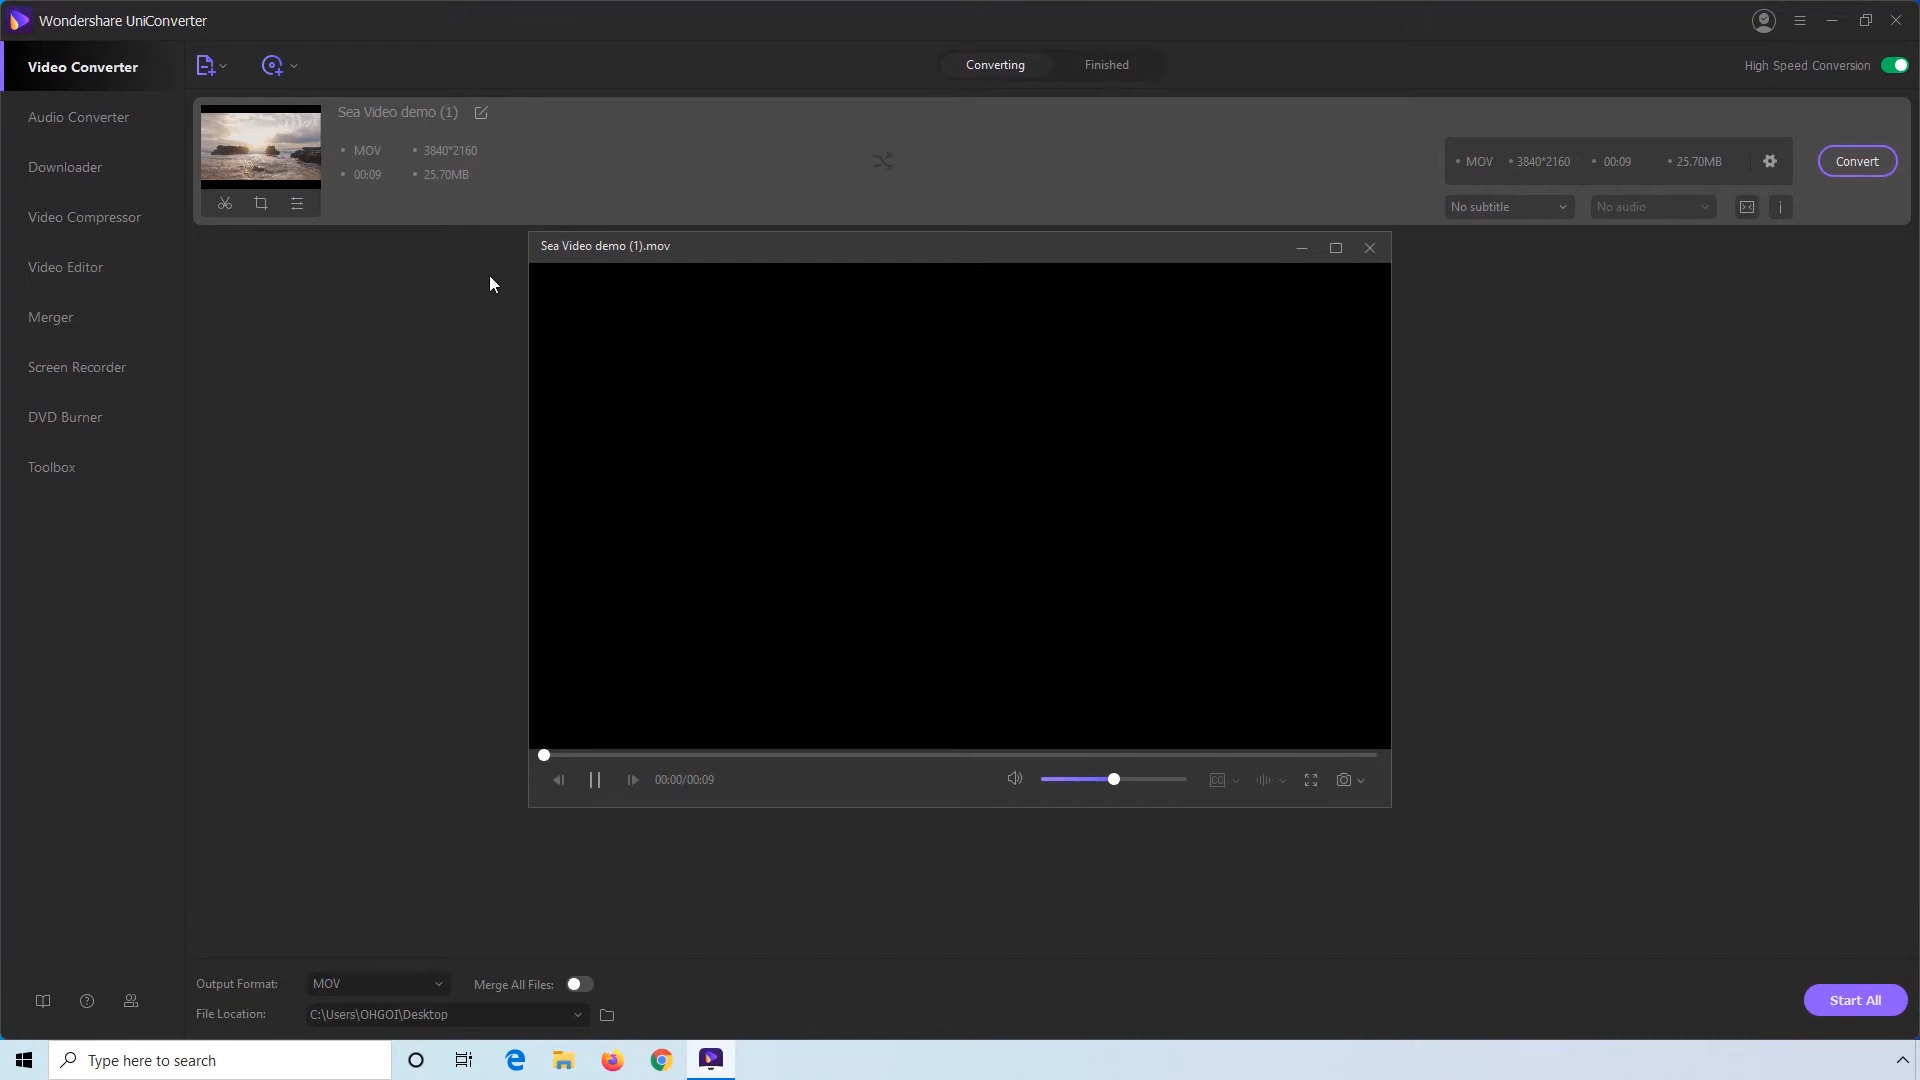 Wondershare UniConverter
Video Converter
Converting
Finished
High Speed Conversion
Audio Converter
Downloader
Video Compressor
Video Editor
Merger
Screen Recorder
DVD Burner
Toolbox
Sea Video demo (1)
• MOV • 3840*2160
• 00:09 • 25.70MB
• MOV • 3840*2160 • 00:09 • 25.70MB
Convert
No subtitle
No audio
Sea Video demo (1).mov
00:00/00:09
CC
Output Format: MOV
Merge All Files:
File Location: C:\Users\OHGOI\Desktop
Start All
Type here to search